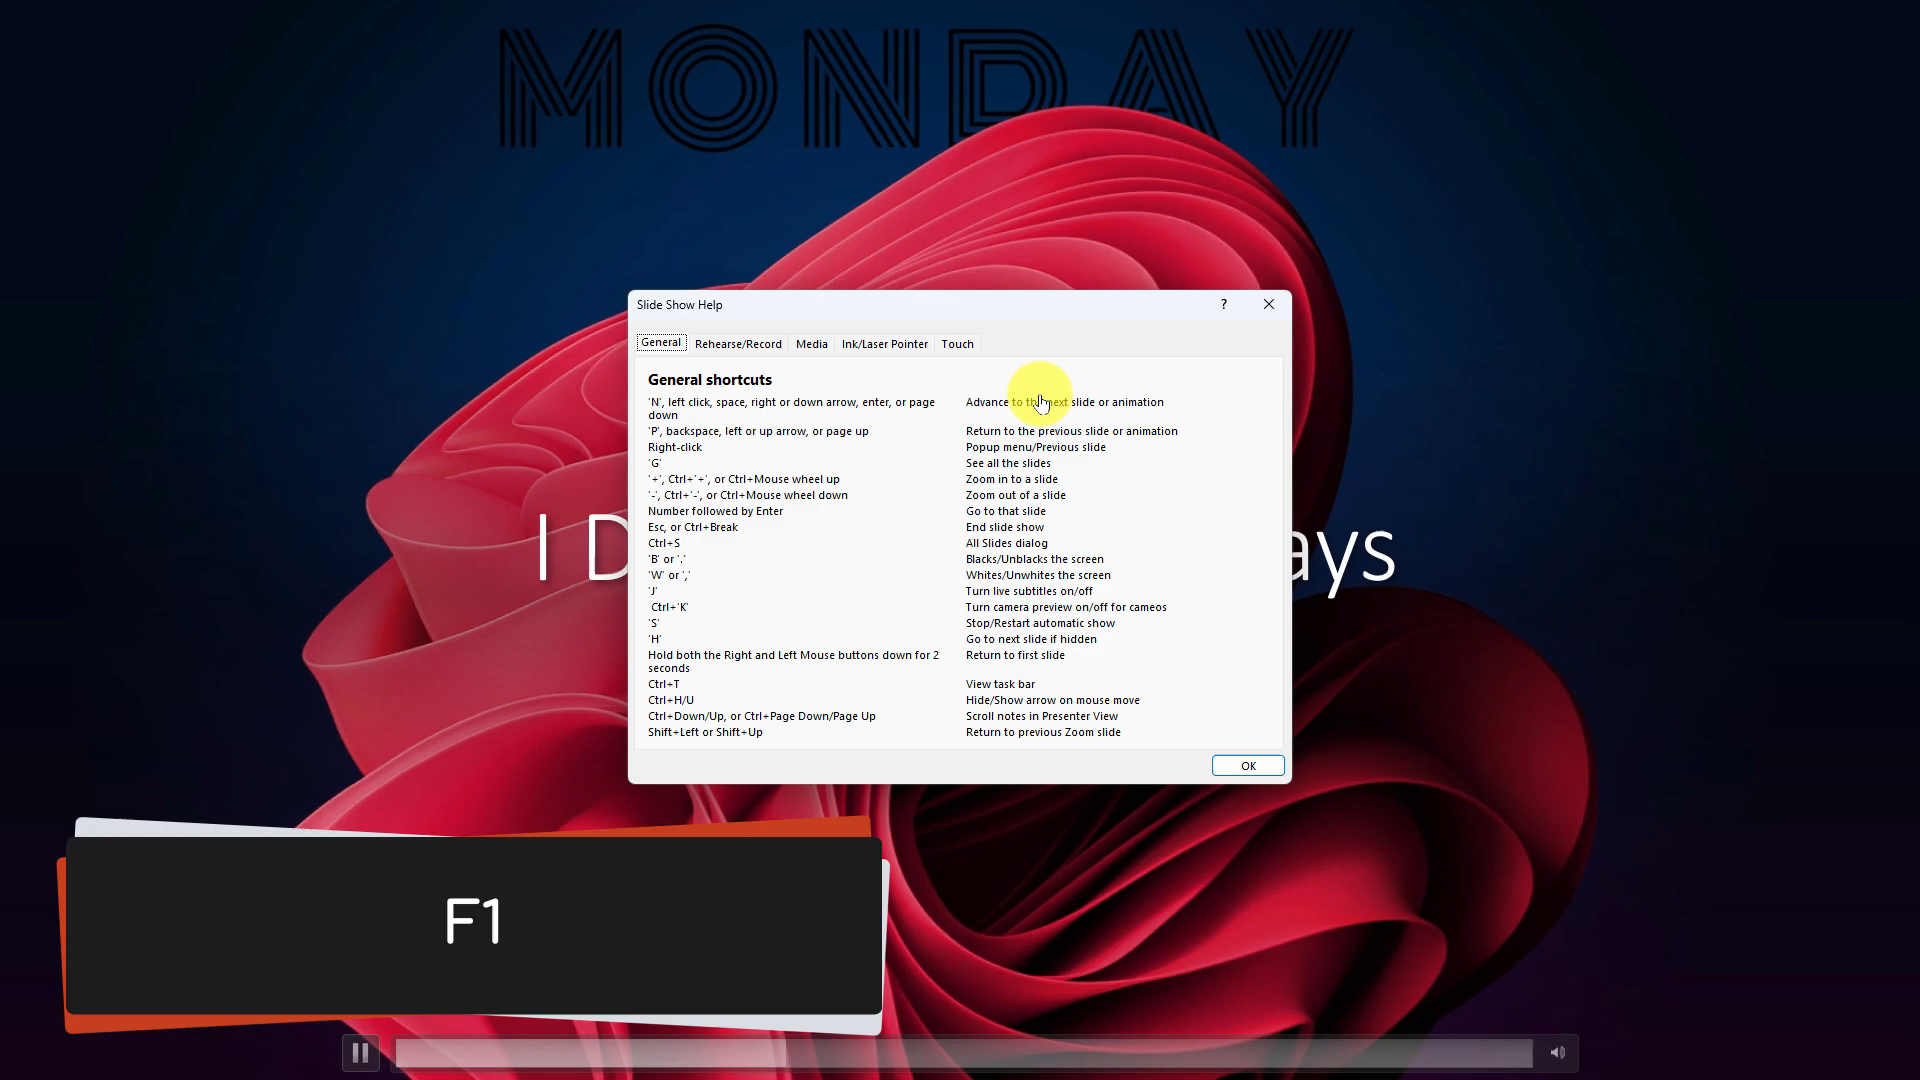 MONDAY
Slide Show Help
?
General Rehearse/Record Media Ink/Laser Pointer Touch
General shortcuts
'N', left click, space, right or down arrow, enter, or page down Advance to the next slide or animation
'P', backspace, left or up arrow, or page up Return to the previous slide or animation
Right-click Popup menu/Previous slide
'G' See all the slides
'+', Ctrl+'+', or Ctrl+Mouse wheel up Zoom in to a slide
'-', Ctrl+'-', or Ctrl+Mouse wheel down Zoom out of a slide
Number followed by Enter Go to that slide
Esc, or Ctrl+Break End slide show
Ctrl+S All Slides dialog
'B' or '.' Blacks/Unblacks the screen
'W' or ',' Whites/Unwhites the screen
'J' Turn live subtitles on/off
Ctrl+'K' Turn camera preview on/off for cameos
'S' Stop/Restart automatic show
'H' Go to next slide if hidden
Hold both the Right and Left Mouse buttons down for 2 seconds Return to first slide
Ctrl+T View task bar
Ctrl+H/U Hide/Show arrow on mouse move
Ctrl+Down/Up, or Ctrl+Page Down/Page Up Scroll notes in Presenter View
Shift+Left or Shift+Up Return to previous Zoom slide
OK
I D ays
F1